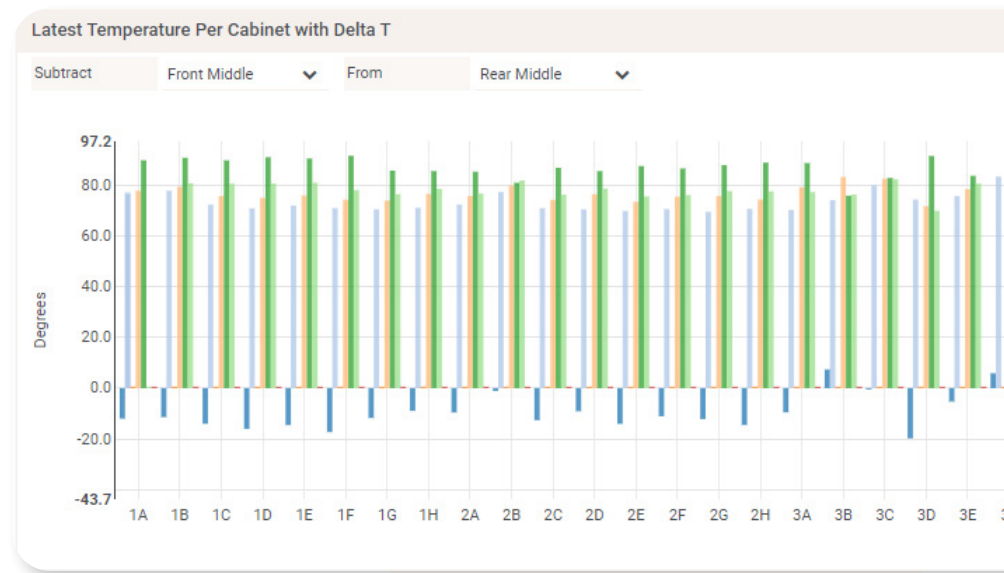 Latest Temperature Per Cabinet with Delta T
Subtract Front Middle From Rear Middle
97.2
80.0
60.0
40.0
20.0
0.0
-20.0
-43.7
Degrees
1A 1B 1C 1D 1E 1F 1G 1H 2A 2B 2C 2D 2E 2F 2G 2H 3A 3B 3C 3D 3E